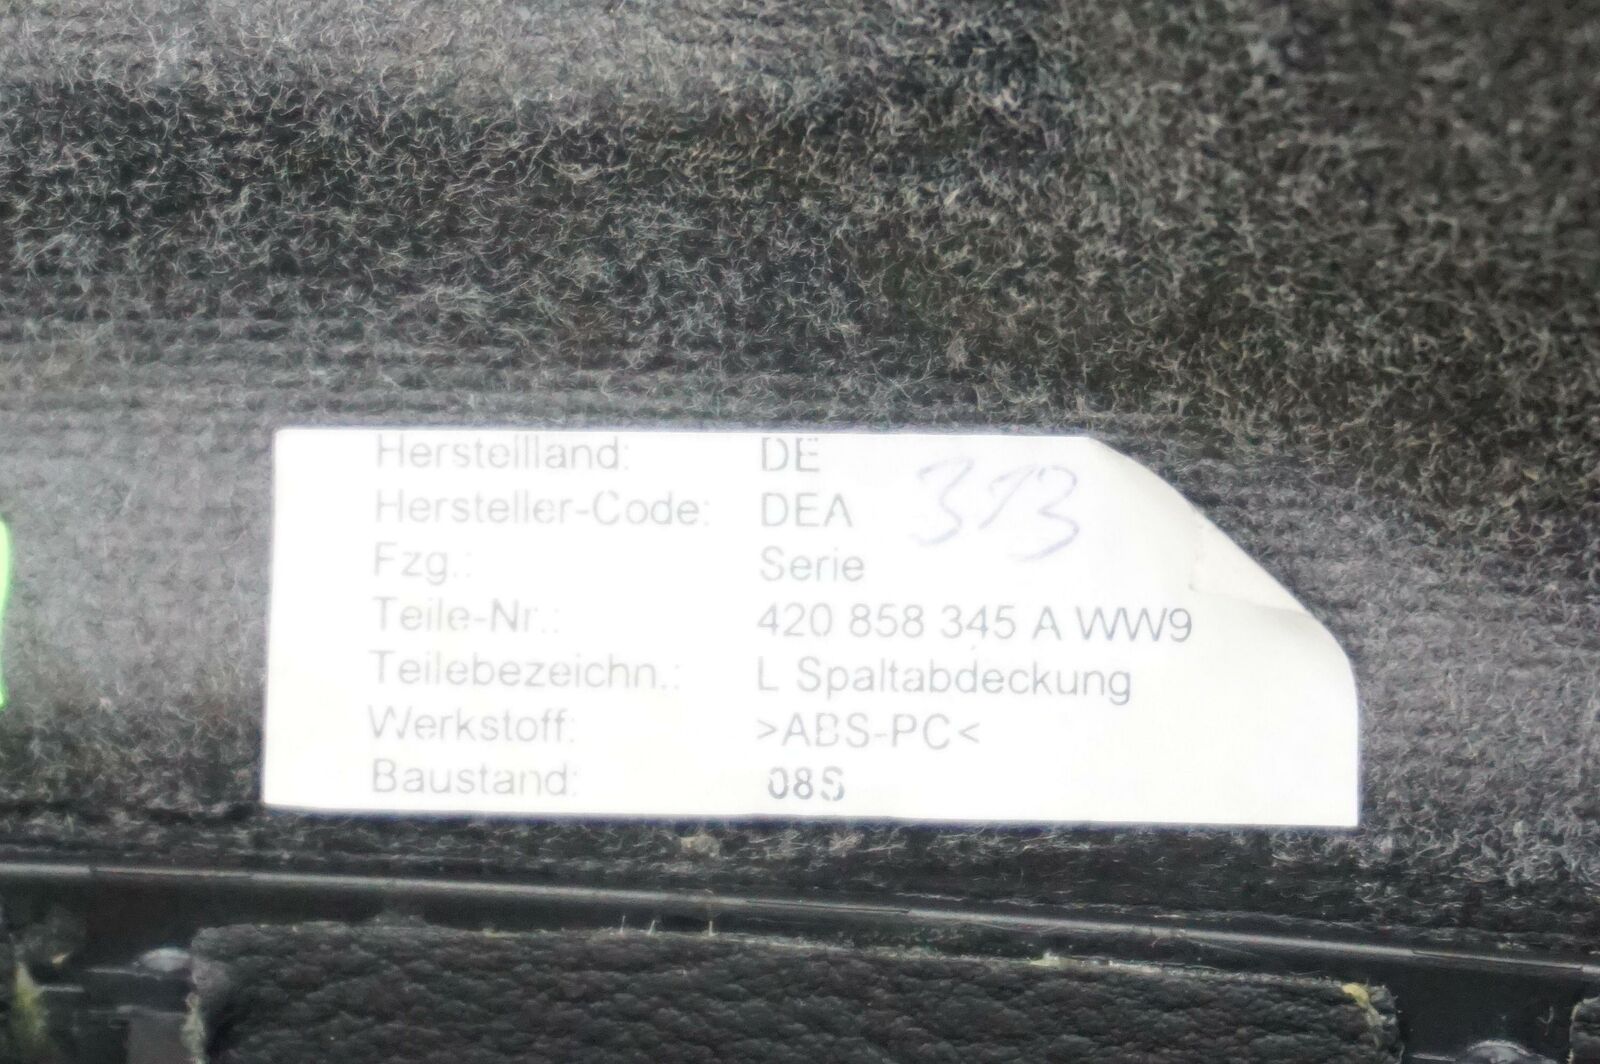 Herstellland: DE
Hersteller-Code: DEA
313
Fzg.: Serie
Teile-Nr.: 420 858 345 A WW9
Teilebezeichn.: L Spaltabdeckung
Werkstoff: >ABS-PC<
Baustand: 08S